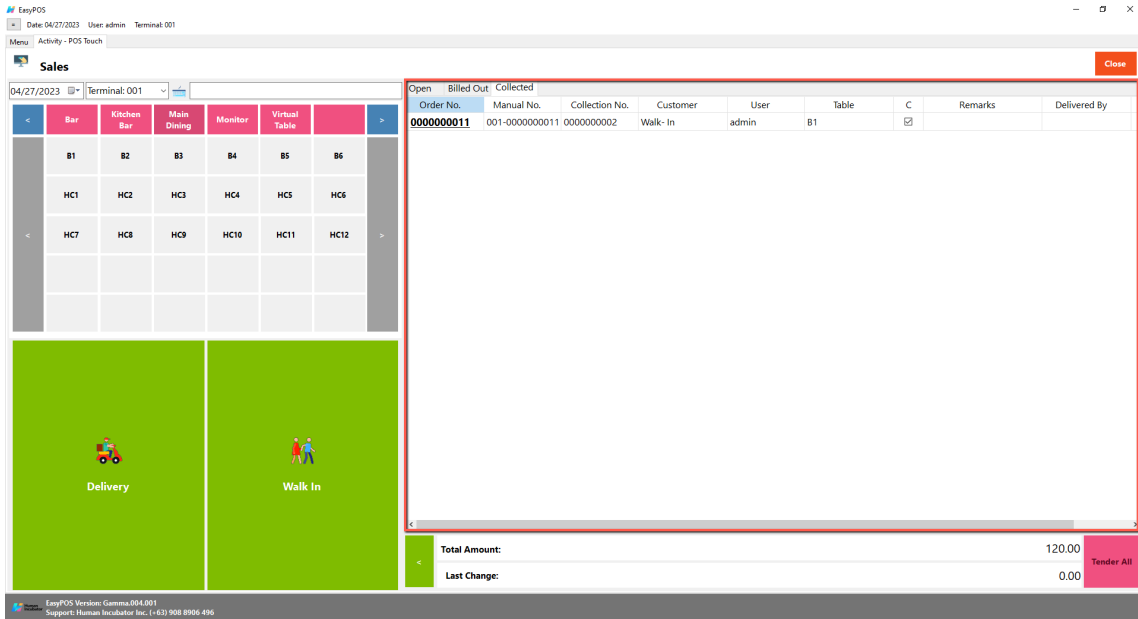 EasyPOS
Date: 04/27/2023 User: admin Terminal: 001
Menu Activity - POS Touch
Sales
Close
04/27/2023 Terminal: 001
< Bar Kitchen Bar Main Dining Monitor Virtual Table >
B1 B2 B3 B4 B5 B6
HC1 HC2 HC3 HC4 HC5 HC6
< HC7 HC8 HC9 HC10 HC11 HC12 >
Delivery Walk In
Open Billed Out Collected
Order No. Manual No. Collection No. Customer User Table C Remarks Delivered By
0000000011 001-0000000011 0000000002 Walk- In admin B1
< Total Amount: 120.00
Last Change: 0.00
Tender All
Human Incubator
EasyPOS Version: Gamma.004.001
Support: Human Incubator Inc. (+63) 908 8906 496